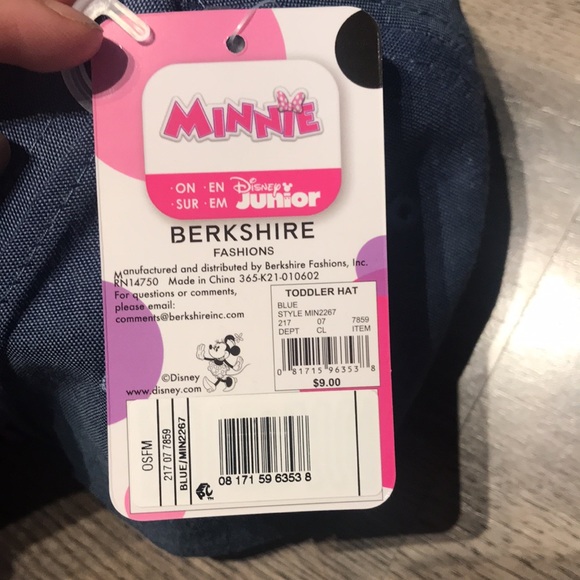 MINNIE
· ON · EN Disney
· SUR · EM Junior
BERKSHIRE
FASHIONS
Manufactured and distributed by Berkshire Fashions, Inc.
RN14750 Made in China 365-K21-010602
For questions or comments,
please email:
comments@berkshireinc.com
TODDLER HAT
BLUE
STYLE MIN2267
217 07 7859
DEPT CL ITEM
0 81715 96353 8
$9.00
©Disney
www.disney.com
OSFM
217 07 7859
BLUE/MIN2267
08 171 59 6353 8